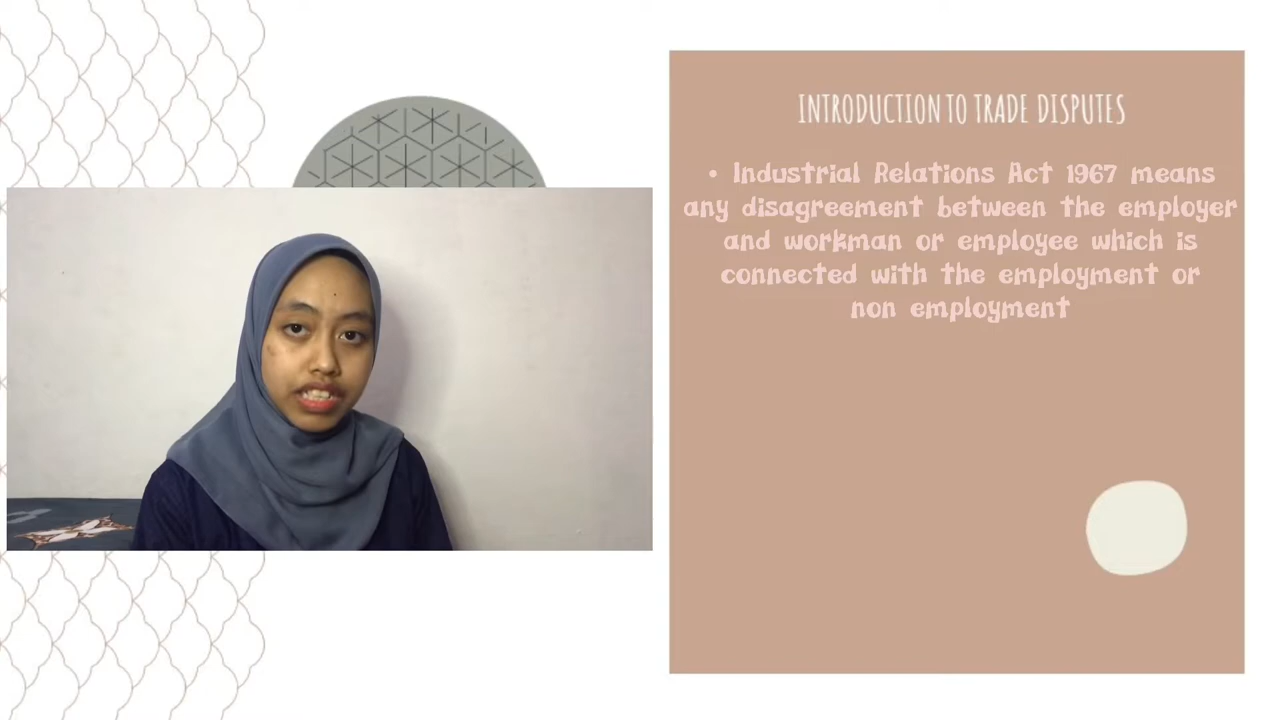 INTRODUCTION TO TRADE DISPUTES
• Industrial Relations Act 1967 means
any disagreement between the employer
and workman or employee which is
connected with the employment or
non employment